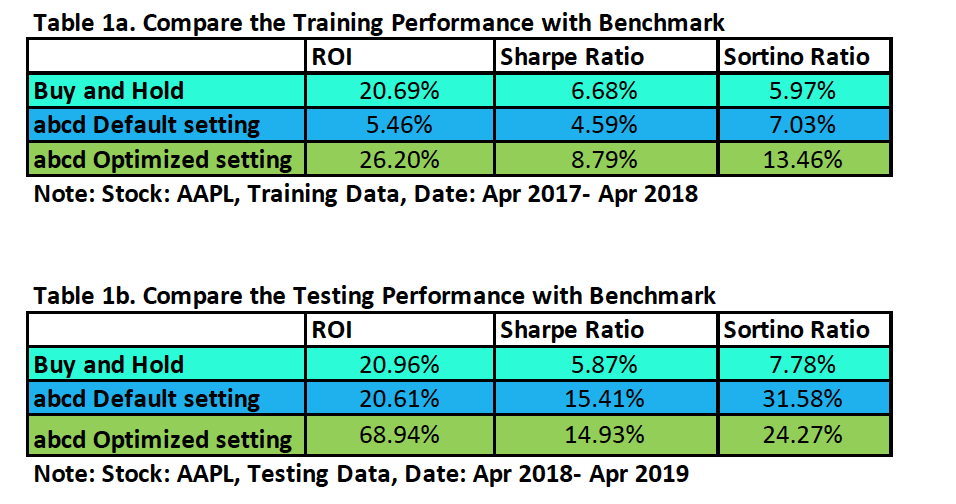 Table 1a. Compare the Training Performance with Benchmark
ROI Sharpe Ratio Sortino Ratio
Buy and Hold 20.69% 6.68% 5.97%
abcd Default setting 5.46% 4.59% 7.03%
abcd Optimized setting 26.20% 8.79% 13.46%
Note: Stock: AAPL, Training Data, Date: Apr 2017- Apr 2018
Table 1b. Compare the Testing Performance with Benchmark
ROI Sharpe Ratio Sortino Ratio
Buy and Hold 20.96% 5.87% 7.78%
abcd Default setting 20.61% 15.41% 31.58%
abcd Optimized setting 68.94% 14.93% 24.27%
Note: Stock: AAPL, Testing Data, Date: Apr 2018- Apr 2019